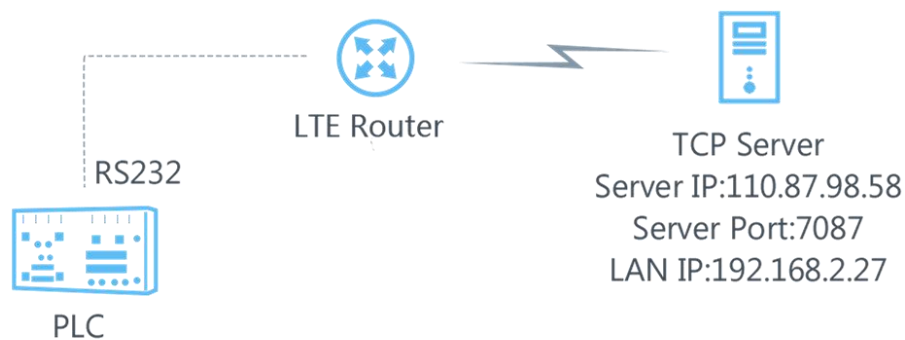 LTE Router
TCP Server
Server IP:110.87.98.58
Server Port:7087
LAN IP:192.168.2.27
RS232
PLC